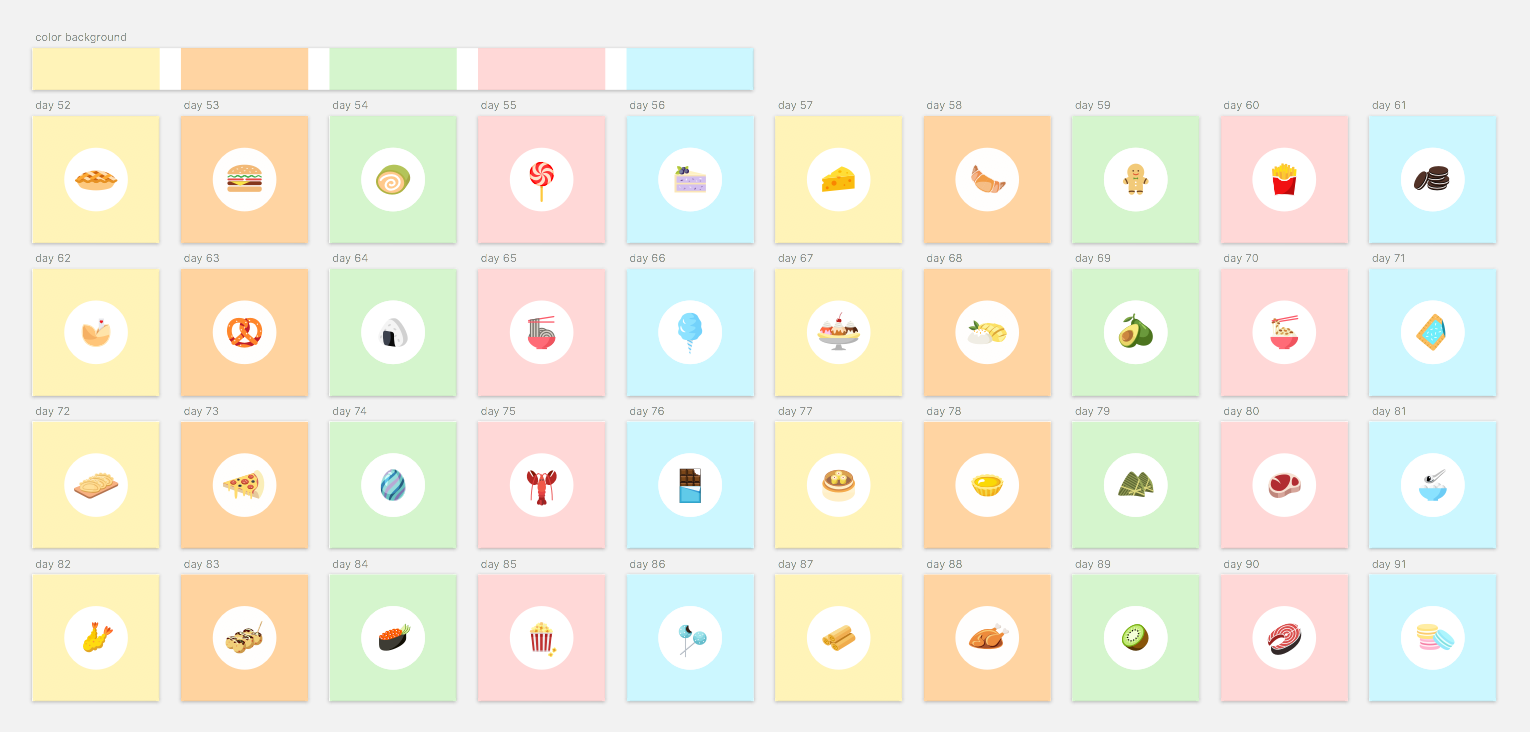 color background
day 52 day 53 day 54 day 55 day 56 day 57 day 58 day 59 day 60 day 61
day 62 day 63 day 64 day 65 day 66 day 67 day 68 day 69 day 70 day 71
day 72 day 73 day 74 day 75 day 76 day 77 day 78 day 79 day 80 day 81
day 82 day 83 day 84 day 85 day 86 day 87 day 88 day 89 day 90 day 91